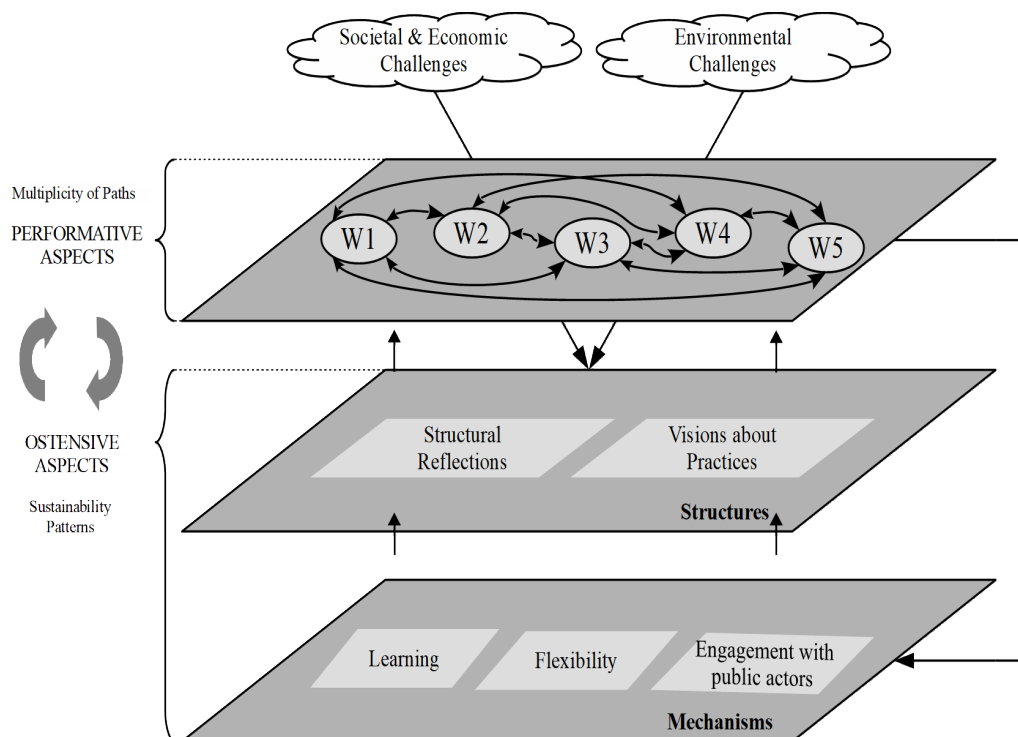 Societal & Economic
Challenges
Environmental
Challenges
Multiplicity of Paths
PERFORMATIVE
ASPECTS
W1
W2
W3
W4
W5
OSTENSIVE
ASPECTS
Sustainability
Patterns
Structural
Reflections
Visions about
Practices
Structures
Learning
Flexibility
Engagement with
public actors
Mechanisms